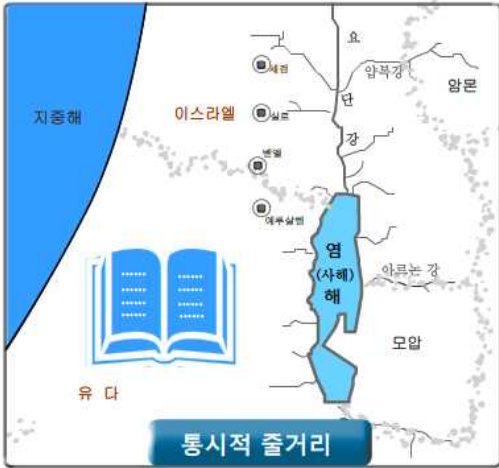 요
세겜
얍복강
암몬
단
지중해
이스라엘
실로
강
벧엘
예루살렘
염
(사해)
해
아르논 강
모압
유 다
통시적 줄거리